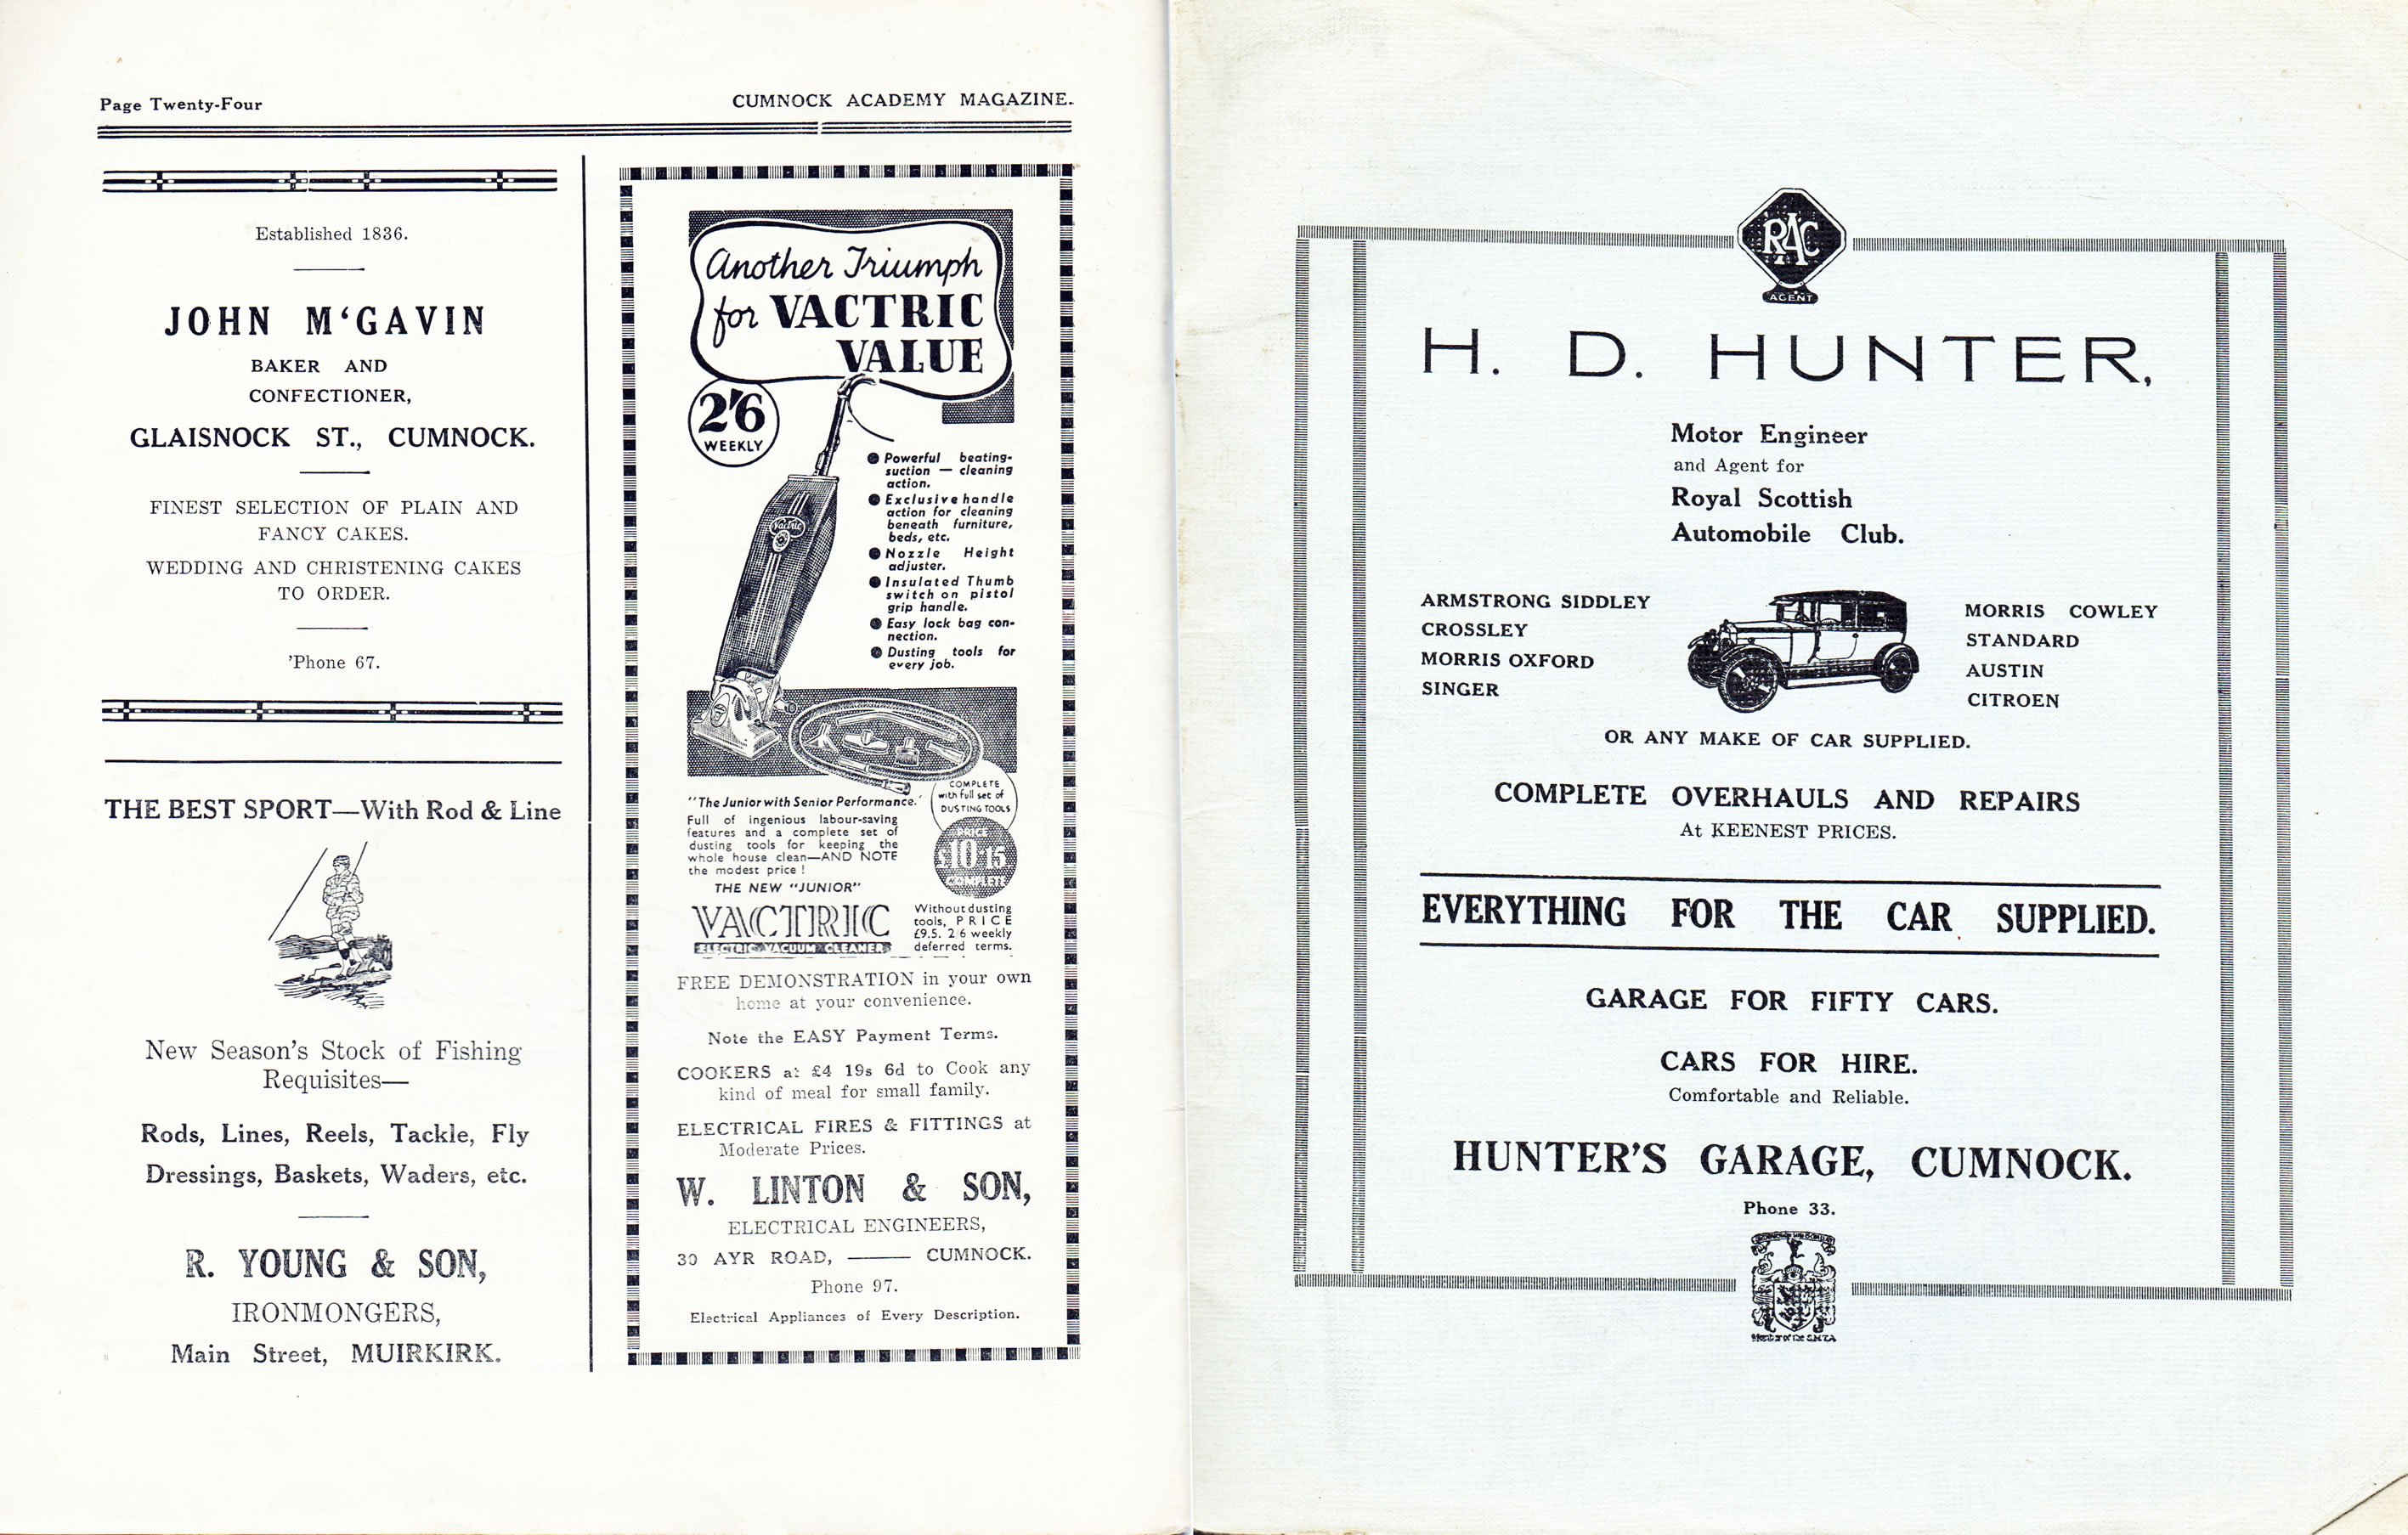 Page Twenty-Four
CUMNOCK ACADEMY MAGAZINE.
Established 1836.
JOHN M‘GAVIN
BAKER AND
CONFECTIONER,
GLAISNOCK ST., CUMNOCK.
FINEST SELECTION OF PLAIN AND
FANCY CAKES.
WEDDING AND CHRISTENING CAKES
TO ORDER.
'Phone 67.
THE BEST SPORT—With Rod & Line
New Season's Stock of Fishing
Requisites—
Rods, Lines, Reels, Tackle, Fly
Dressings, Baskets, Waders, etc.
R. YOUNG & SON,
IRONMONGERS,
Main Street, MUIRKIRK.
Another Triumph
for VACTRIC
VALUE
2'6
WEEKLY
Powerful beating-
suction — cleaning
action.
Exclusive handle
action for cleaning
beneath furniture,
beds, etc.
Nozzle Height
adjuster.
Insulated Thumb
switch on pistol
grip handle.
Easy lock bag con-
nection.
Dusting tools for
every job.
Vactric
"The Junior with Senior Performance.'
Full of ingenious labour-saving
features and a complete set of
dusting tools for keeping the
whole house clean—AND NOTE
the modest price !
THE NEW "JUNIOR"
COMPLETE
with full set of
DUSTING TOOLS
PRICE
£10·15
COMPLETE
VACTRIC
ELECTRIC VACUUM CLEANER
Without dusting
tools, PRICE
£9.5. 2/6 weekly
deferred terms.
FREE DEMONSTRATION in your own
home at your convenience.
Note the EASY Payment Terms.
COOKERS at £4 19s 6d to Cook any
kind of meal for small family.
ELECTRICAL FIRES & FITTINGS at
Moderate Prices.
W. LINTON & SON,
ELECTRICAL ENGINEERS,
30 AYR ROAD, —— CUMNOCK.
Phone 97.
Electrical Appliances of Every Description.
RAC
AGENT
H. D. HUNTER,
Motor Engineer
and Agent for
Royal Scottish
Automobile Club.
ARMSTRONG SIDDLEY
CROSSLEY
MORRIS OXFORD
SINGER
MORRIS COWLEY
STANDARD
AUSTIN
CITROEN
OR ANY MAKE OF CAR SUPPLIED.
COMPLETE OVERHAULS AND REPAIRS
At KEENEST PRICES.
EVERYTHING FOR THE CAR SUPPLIED.
GARAGE FOR FIFTY CARS.
CARS FOR HIRE.
Comfortable and Reliable.
HUNTER'S GARAGE, CUMNOCK.
Phone 33.
Member of the S.M.T.A.